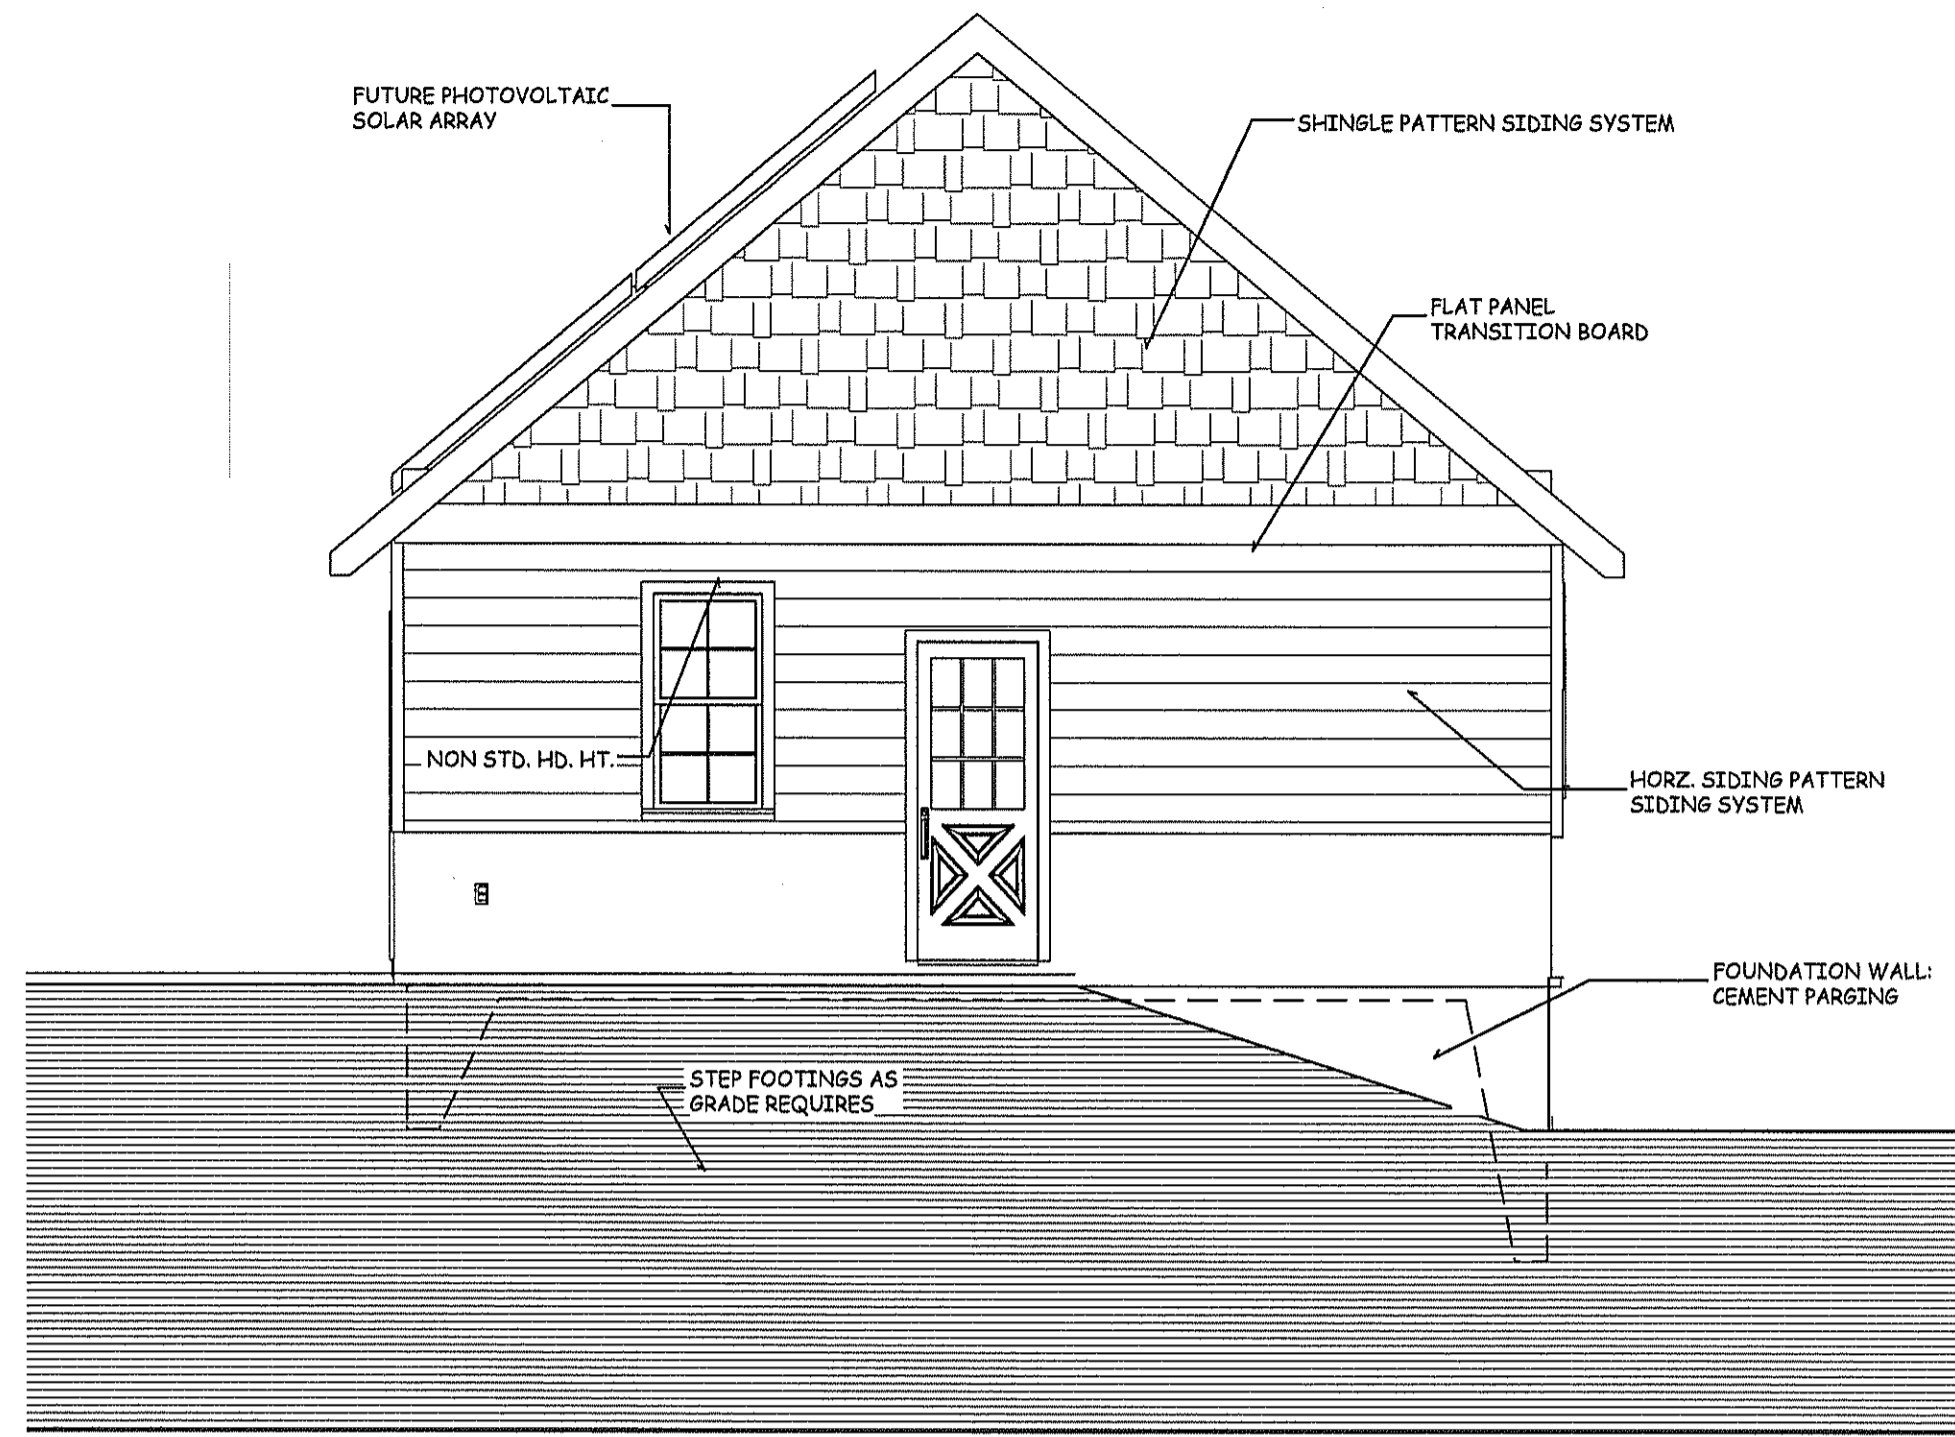 FUTURE PHOTOVOLTAIC
SOLAR ARRAY
SHINGLE PATTERN SIDING SYSTEM
FLAT PANEL
TRANSITION BOARD
NON STD. HD. HT.
HORZ. SIDING PATTERN
SIDING SYSTEM
FOUNDATION WALL:
CEMENT PARGING
STEP FOOTINGS AS
GRADE REQUIRES